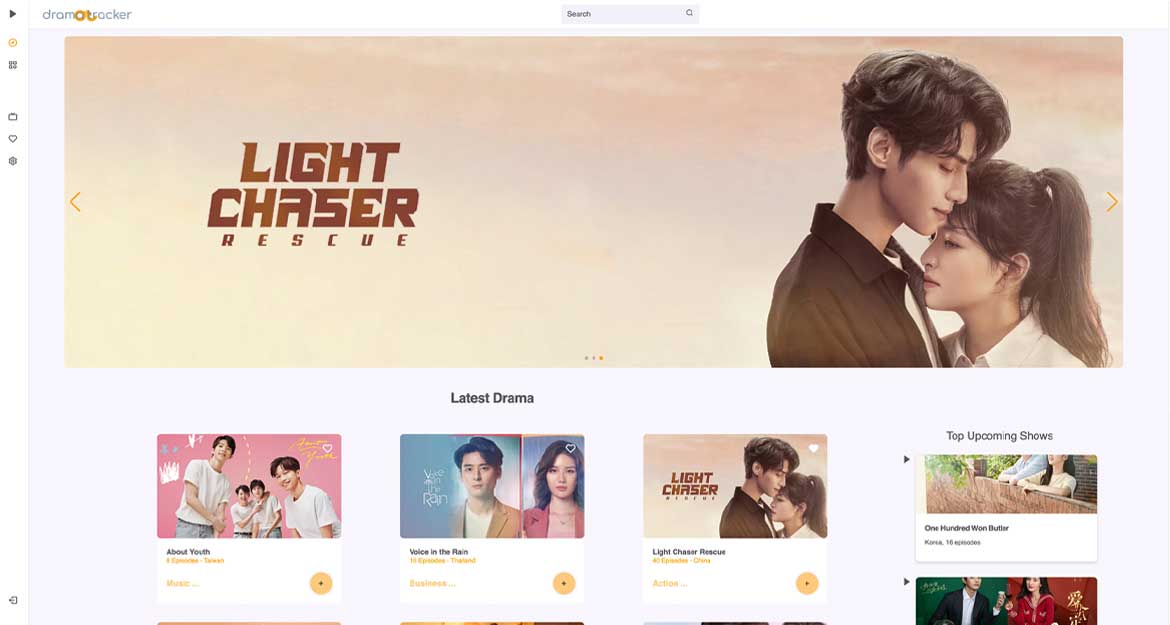 dramatracker
Search
LIGHT
CHASER
RESCUE
Latest Drama
Top Upcoming Shows
About Youth
Voice
in
The
Rain
LIGHT
CHASER
RESCUE
About Youth
8 Episodes - Taiwan
Music ...
+
Voice in the Rain
15 Episodes - Thailand
Business ...
+
Light Chaser Rescue
40 Episodes - China
Action ...
+
One Hundred Won Butler
Korea, 16 episodes